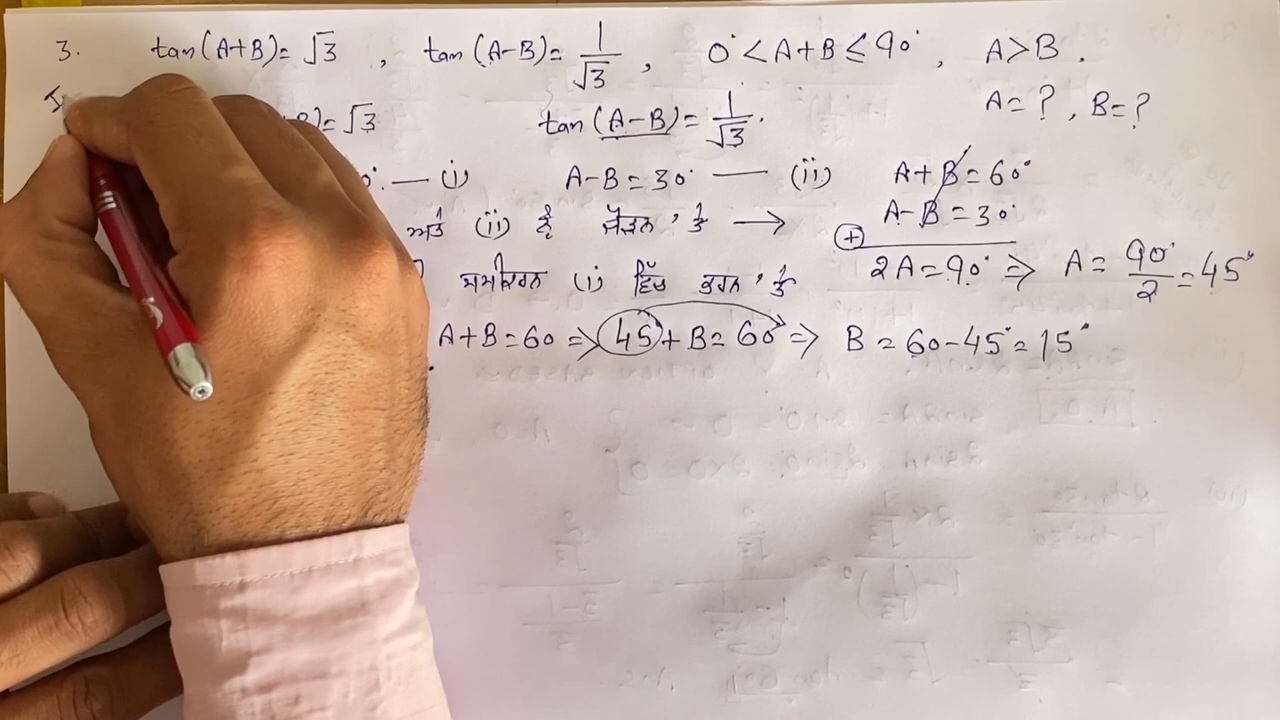 3. tan(A+B)=√3 , tan(A-B)=1/√3 , 0°<A+B≤90° , A>B .
)=√3 tan(A-B)=1/√3. A=? , B=?
— (i) A-B=30° — (ii) A+B=60°
ਅਤੇ (ii) ਨੂੰ ਜੋੜਨ 'ਤੇ → A-B=30°
+ 2A=90° ⇒ A=90°/2=45°
ਸਮੀਕਰਨ (i) ਵਿੱਚ ਭਰਨ 'ਤੇ
A+B=60 ⇒ 45°+B=60° ⇒ B=60-45°=15°